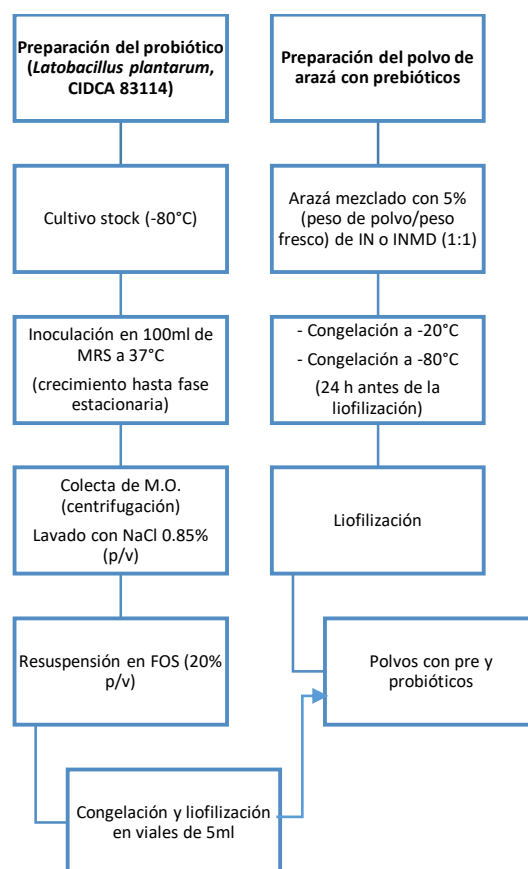 Preparación del probiótico
(Latobacillus plantarum,
CIDCA 83114)
Cultivo stock (-80°C)
Inoculación en 100ml de
MRS a 37°C
(crecimiento hasta fase
estacionaria)
Colecta de M.O.
(centrifugación)
Lavado con NaCl 0.85%
(p/v)
Resuspensión en FOS (20%
p/v)
Congelación y liofilización
en viales de 5ml
Preparación del polvo de
arazá con prebióticos
Arazá mezclado con 5%
(peso de polvo/peso
fresco) de IN o INMD (1:1)
- Congelación a -20°C
- Congelación a -80°C
(24 h antes de la
liofilización)
Liofilización
Polvos con pre y
probióticos